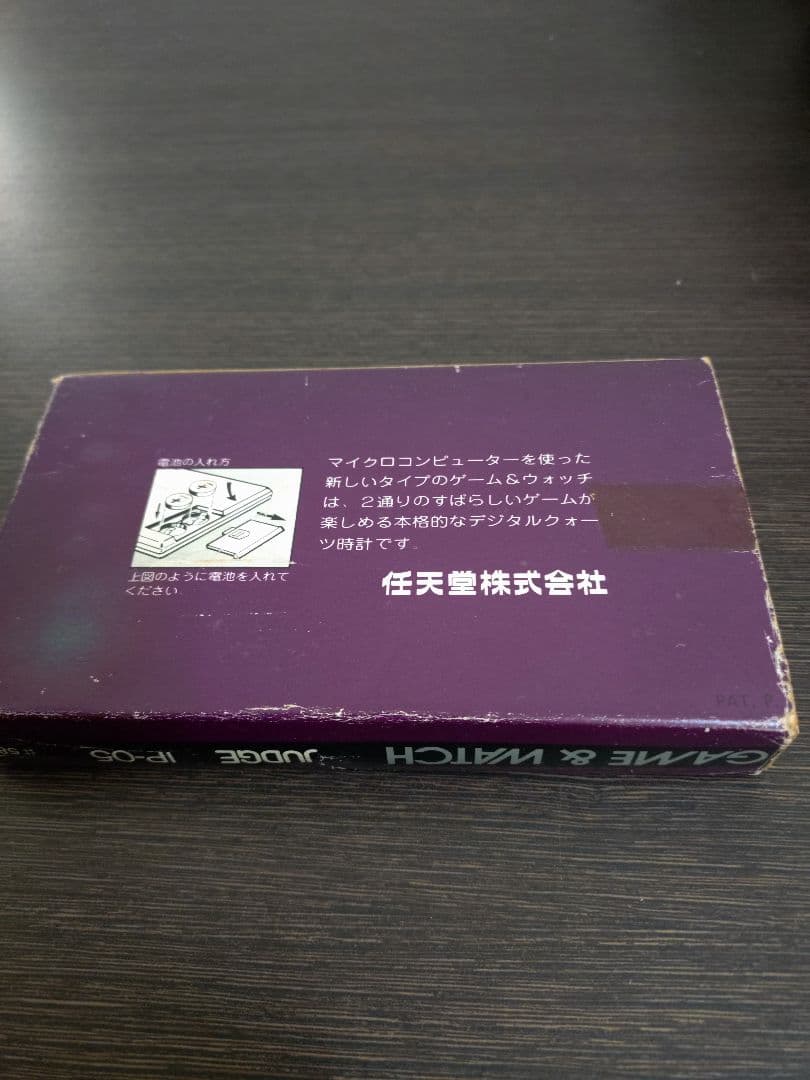 電池の入れ方
上図のように電池を入れて
ください.
マイクロコンピューターを使った
新しいタイプのゲーム&ウォッチ
は、2通りのすばらしいゲームが
楽しめる本格的なデジタルクォー
ツ時計です.
任天堂株式会社
PAT. P
GAME & WATCH JUDGE IP-05